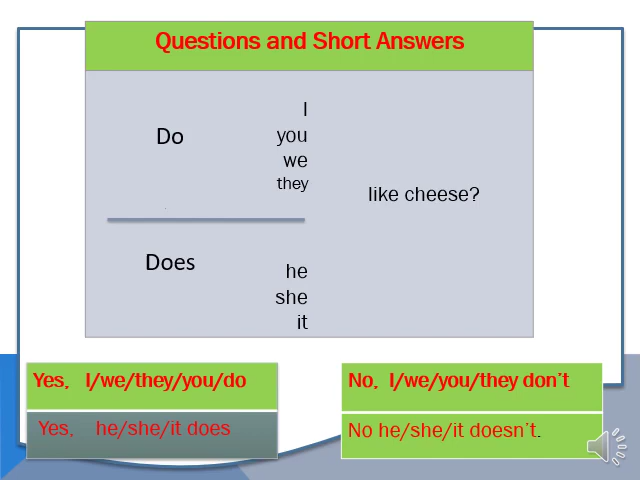 Questions and Short Answers
Do
I
you
we
they
like cheese?
Does
he
she
it
Yes, I/we/they/you/do
Yes, he/she/it does
No, I/we/you/they don't
No he/she/it doesn't.